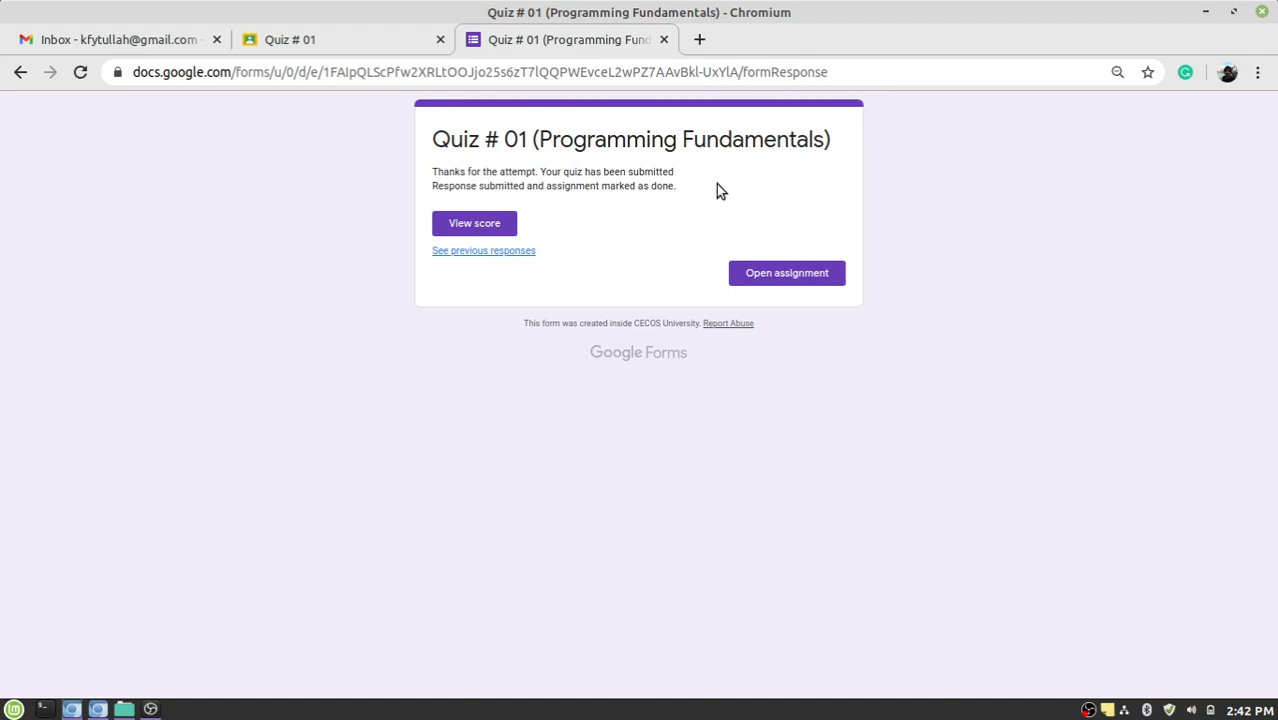 Quiz # 01 (Programming Fundamentals) - Chromium
Inbox - kfytullah@gmail.com -
Quiz # 01
Quiz # 01 (Programming Fund
docs.google.com/forms/u/0/d/e/1FAIpQLScPfw2XRLtOOJjo25s6zT7lQQPWEvceL2wPZ7AAvBkl-UxYlA/formResponse
Quiz # 01 (Programming Fundamentals)
Thanks for the attempt. Your quiz has been submitted
Response submitted and assignment marked as done.
View score
See previous responses
Open assignment
This form was created inside CECOS University. Report Abuse
Google Forms
2:42 PM